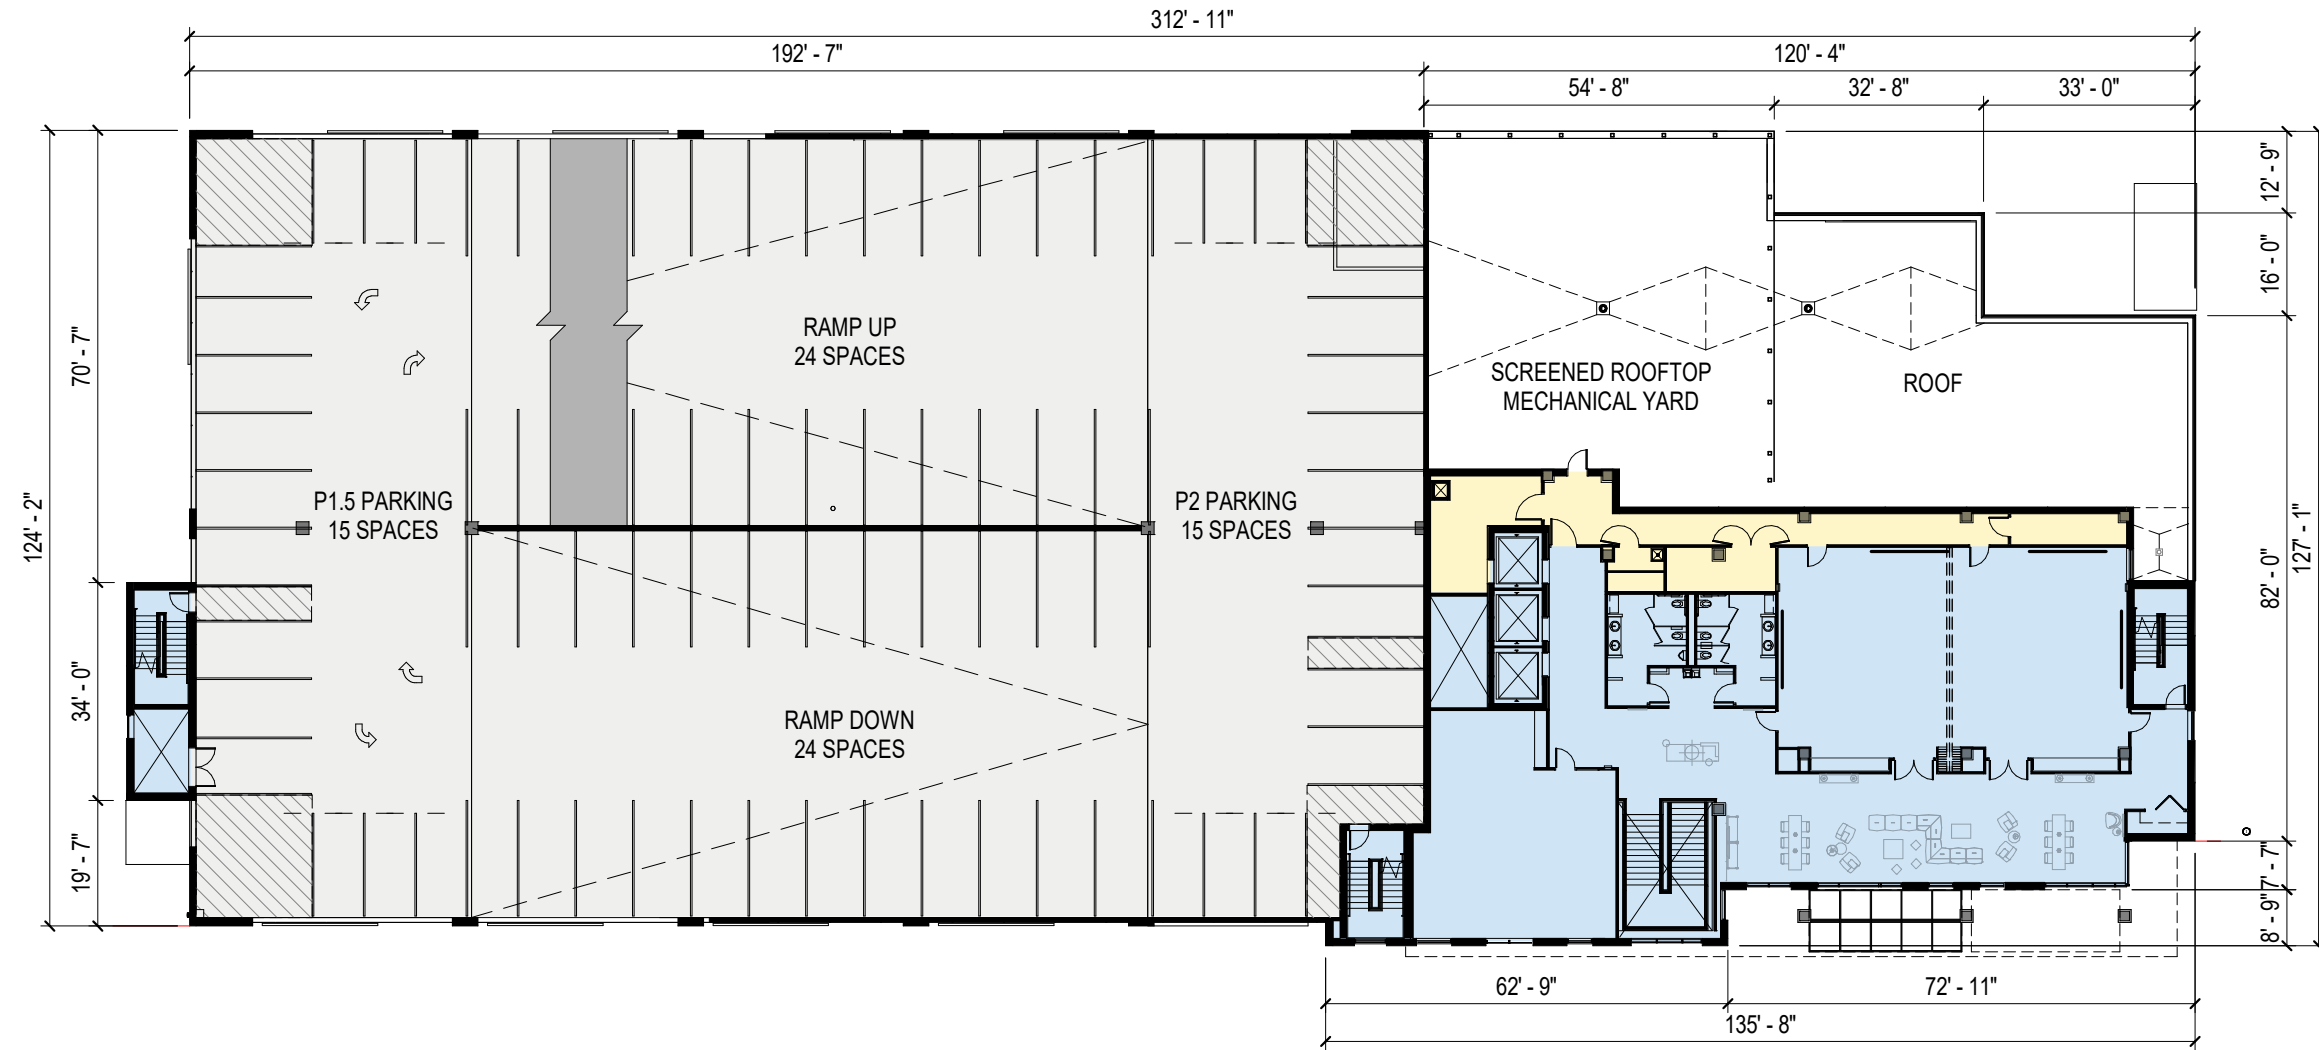 312' - 11"
192' - 7"
120' - 4"
54' - 8"
32' - 8"
33' - 0"
124' - 2"
70' - 7"
34' - 0"
19' - 7"
RAMP UP
24 SPACES
P1.5 PARKING
15 SPACES
P2 PARKING
15 SPACES
RAMP DOWN
24 SPACES
SCREENED ROOFTOP
MECHANICAL YARD
ROOF
12' - 9"
16' - 0"
82' - 0"
127' - 1"
7' - 7"
8' - 9"
62' - 9"
72' - 11"
135' - 8"